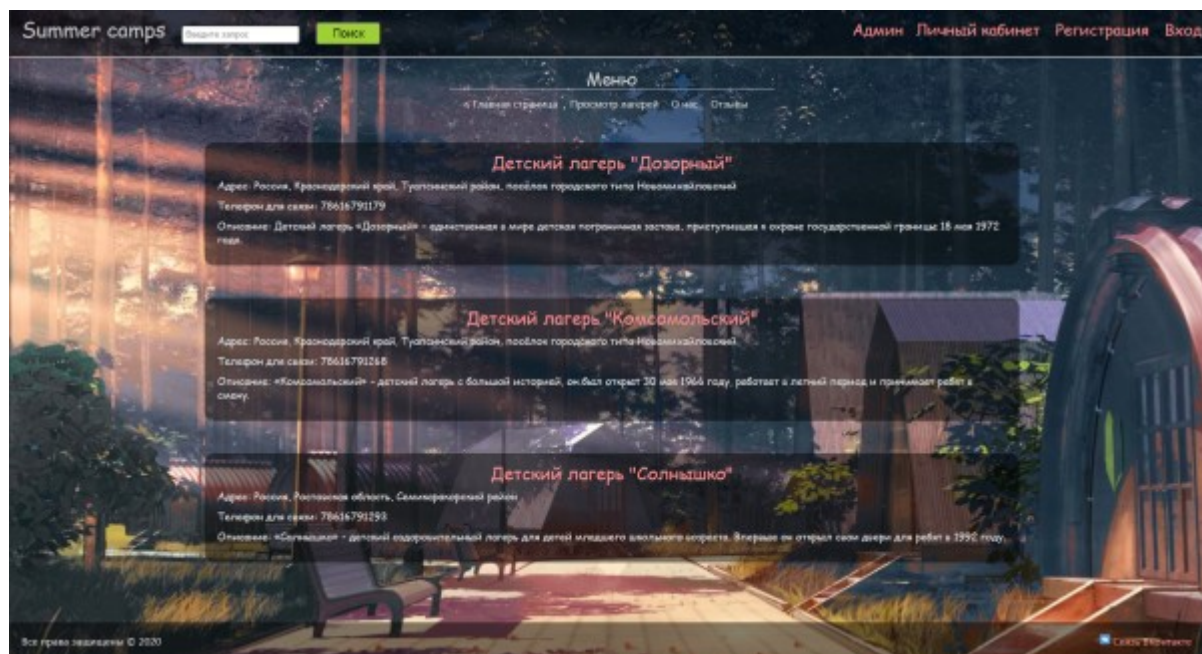 Summer camps Введите запрос Поиск Админ Личный кабинет Регистрация Вход
Меню
Главная страница Просмотр лагерей О нас Отзывы
Детский лагерь "Дозорный"
Адрес: Россия, Краснодарский край, Туапсинский район, посёлок городского типа Новомихайловский
Телефон для связи: 78616791179
Описание: Детский лагерь «Дозорный» - единственная в мире детская пограничная застава, приступившая к охране государственной границы 18 мая 1972
года.
Детский лагерь "Комсомольский"
Адрес: Россия, Краснодарский край, Туапсинский район, посёлок городского типа Новомихайловский
Телефон для связи: 78616791268
Описание: «Комсомольский» - детский лагерь с большой историей, он был открыт 30 мая 1966 году, работает в летний период и принимает ребят в
смену.
Детский лагерь "Солнышко"
Адрес: Россия, Ростовская область, Семикаракорский район
Телефон для связи: 78616791293
Описание: «Солнышко» - детский оздоровительный лагерь для детей младшего школьного возраста. Впервые он открыл свои двери для ребят в 1992 году.
Все права защищены © 2020
Связь ВКонтакте